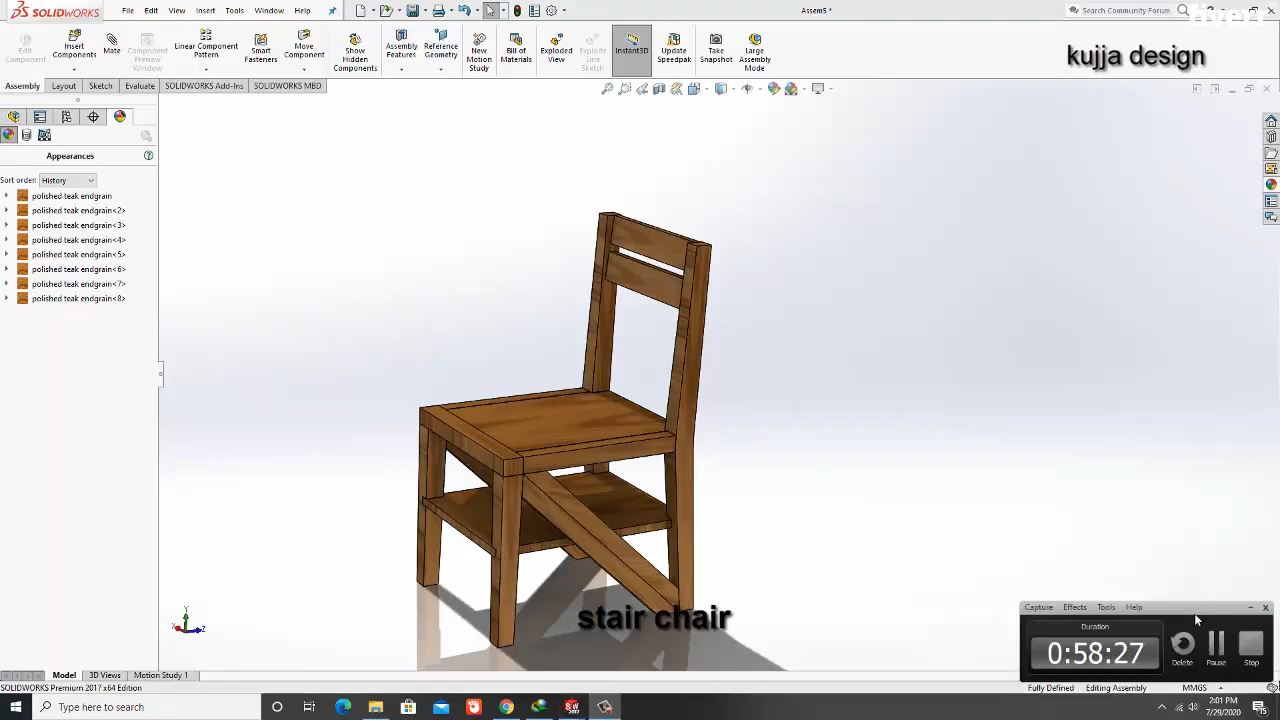 SOLIDWORKS
File Edit View Insert Tools Window Help
Assem5 *
Search Community Forum
fiverr
Edit Component
Insert Components
Mate
Component Preview Window
Linear Component Pattern
Smart Fasteners
Move Component
Show Hidden Components
Assembly Features
Reference Geometry
New Motion Study
Bill of Materials
Exploded View
Explode Line Sketch
Instant3D
Update Speedpak
Take Snapshot
Large Assembly Mode
kujja design
Assembly Layout Sketch Evaluate SOLIDWORKS Add-Ins SOLIDWORKS MBD
Appearances
Sort order: History
polished teak endgrain
polished teak endgrain<2>
polished teak endgrain<3>
polished teak endgrain<4>
polished teak endgrain<5>
polished teak endgrain<6>
polished teak endgrain<7>
polished teak endgrain<8>
stair chair
Capture Effects Tools Help
Duration
0:58:27
Delete Pause Stop
Y
X Z
Model 3D Views Motion Study 1
SOLIDWORKS Premium 2017 x64 Edition
Fully Defined Editing Assembly MMGS
Type here to search
2:01 PM
7/29/2020